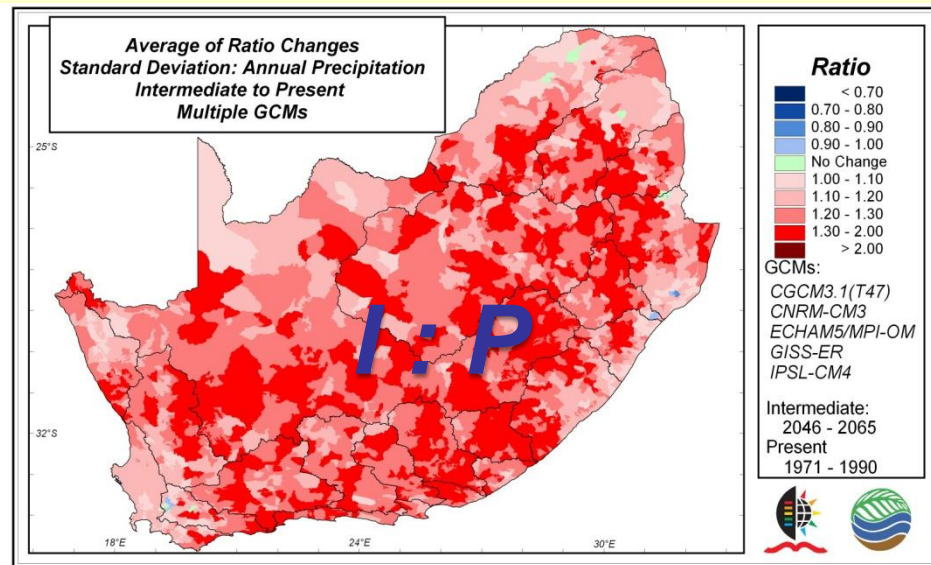 Average of Ratio Changes
Standard Deviation: Annual Precipitation
Intermediate to Present
Multiple GCMs
Ratio
< 0.70
0.70 - 0.80
0.80 - 0.90
0.90 - 1.00
No Change
1.00 - 1.10
1.10 - 1.20
1.20 - 1.30
1.30 - 2.00
> 2.00
GCMs:
CGCM3.1(T47)
CNRM-CM3
ECHAM5/MPI-OM
GISS-ER
IPSL-CM4
Intermediate:
2046 - 2065
Present
1971 - 1990
25°S
I : P
32°S
18°E
24°E
30°E